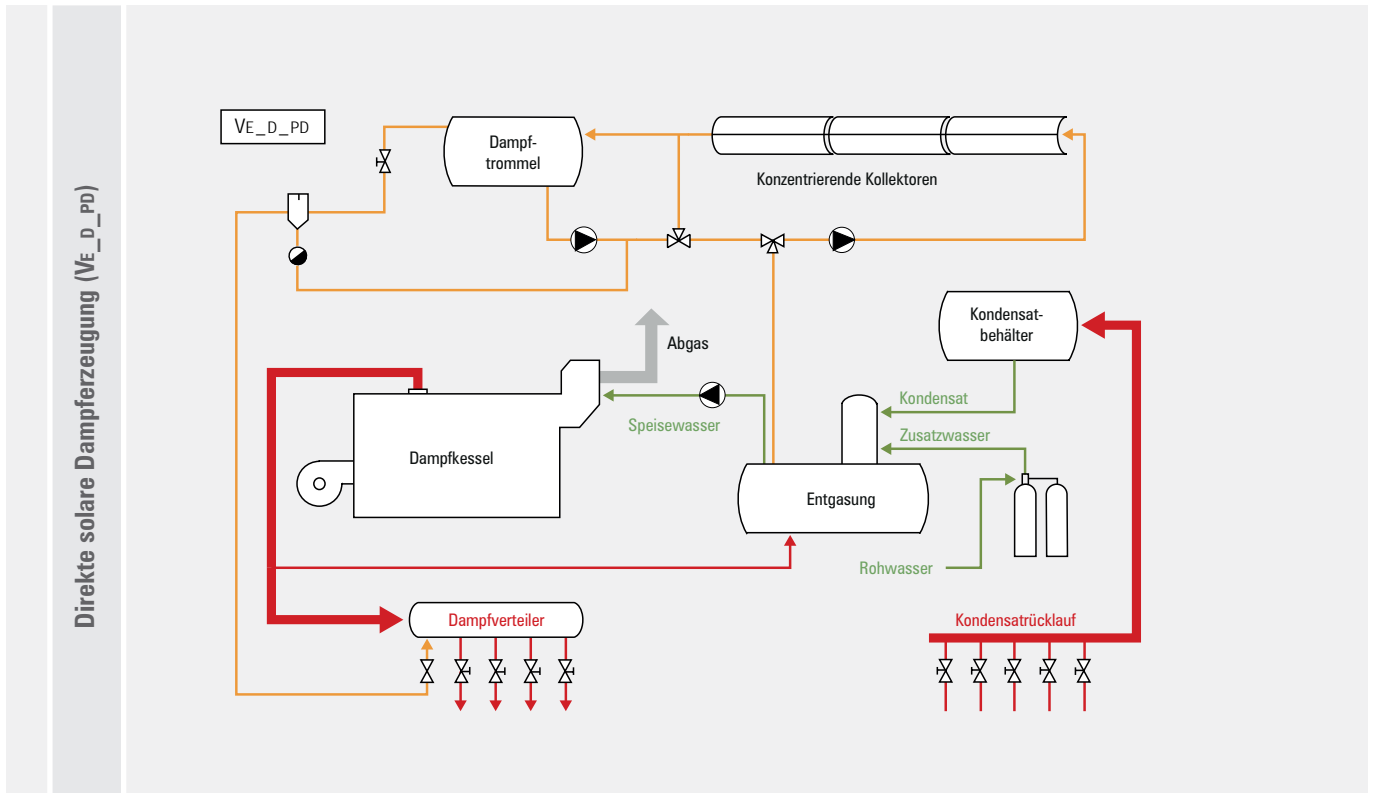 Direkte solare Dampferzeugung (VE_D_PD)
VE_D_PD
Dampf-
trommel
Konzentrierende Kollektoren
Kondensat-
behälter
Abgas
Kondensat
Speisewasser
Zusatzwasser
Dampfkessel
Entgasung
Rohwasser
Dampfverteiler
Kondensatrücklauf